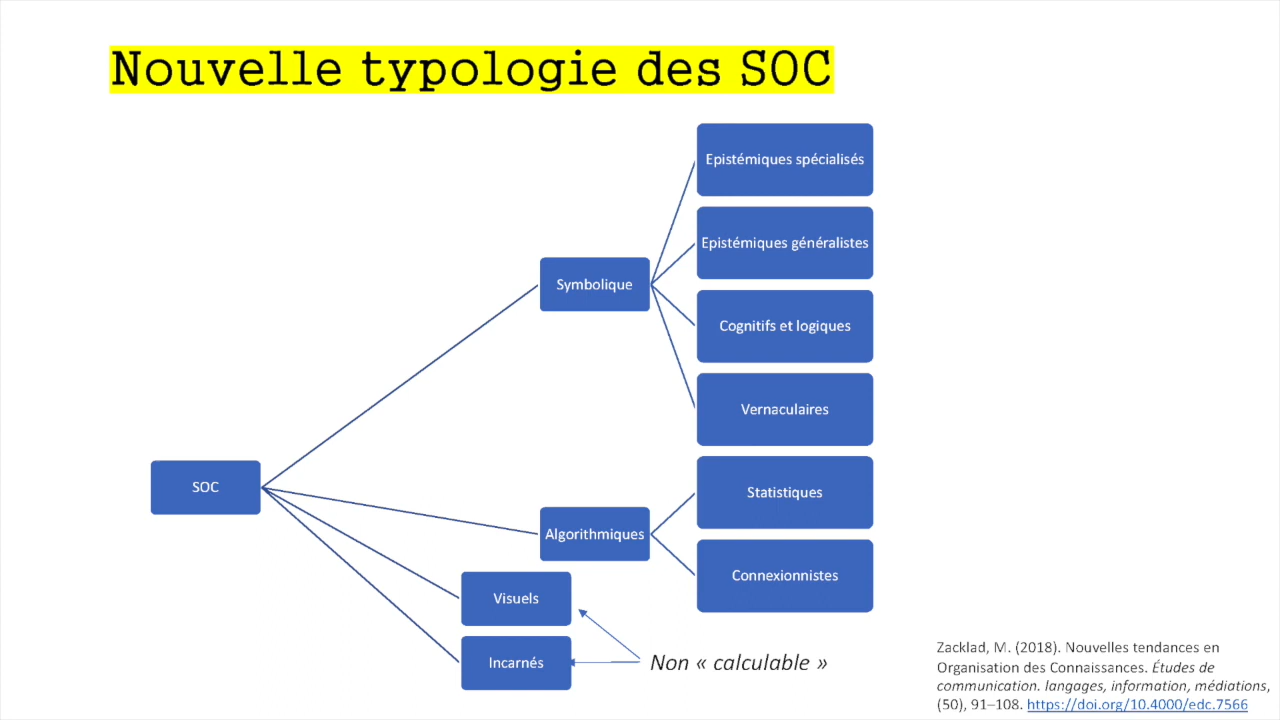 Nouvelle typologie des SOC
Epistémiques spécialisés
Epistémiques généralistes
Symbolique
Cognitifs et logiques
Vernaculaires
SOC
Statistiques
Algorithmiques
Connexionnistes
Visuels
Incarnés
Non « calculable »
Zacklad, M. (2018). Nouvelles tendances en
Organisation des Connaissances. Études de
communication. langages, information, médiations,
(50), 91–108. https://doi.org/10.4000/edc.7566